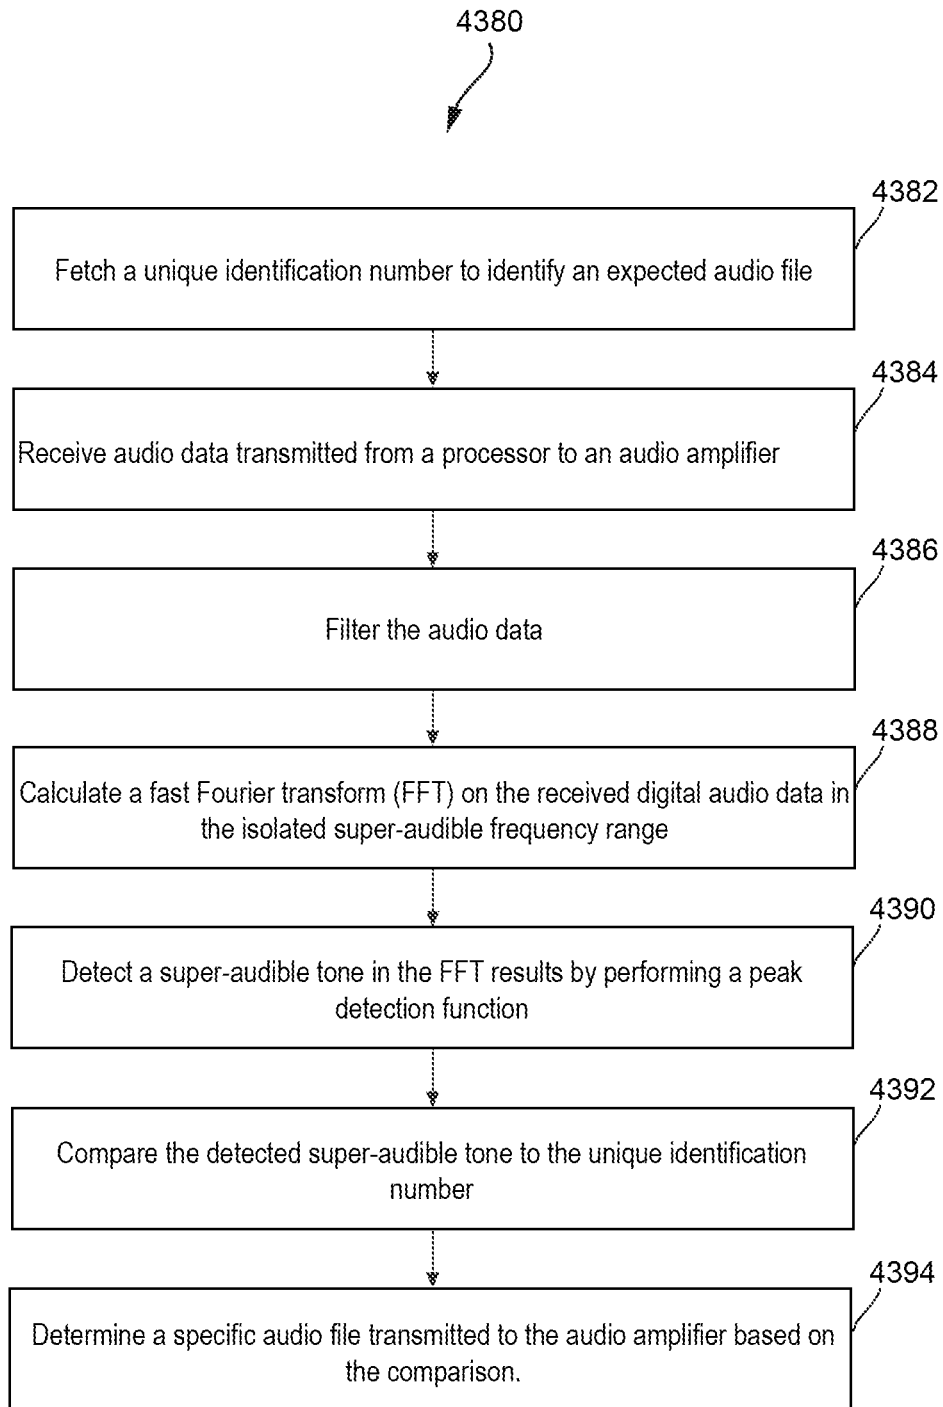 4380
4382
Fetch a unique identification number to identify an expected audio file
4384
Receive audio data transmitted from a processor to an audio amplifier
4386
Filter the audio data
4388
Calculate a fast Fourier transform (FFT) on the received digital audio data in
the isolated super-audible frequency range
4390
Detect a super-audible tone in the FFT results by performing a peak
detection function
4392
Compare the detected super-audible tone to the unique identification
number
4394
Determine a specific audio file transmitted to the audio amplifier based on
the comparison.